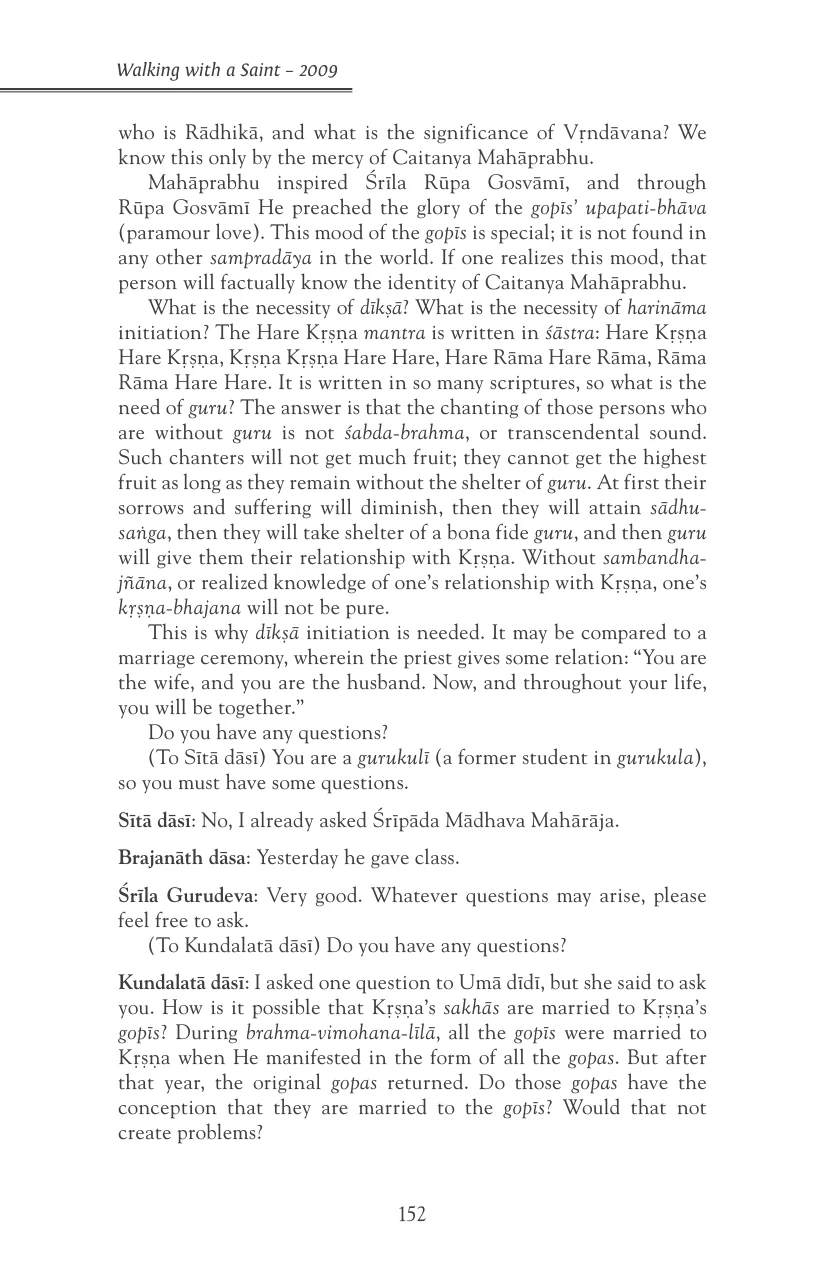 Walking with a Saint – 2009
who is Rādhikā, and what is the significance of Vṛndāvana? We
know this only by the mercy of Caitanya Mahāprabhu.
Mahāprabhu inspired Śrīla Rūpa Gosvāmī, and through
Rūpa Gosvāmī He preached the glory of the gopīs’ upapati-bhāva
(paramour love). This mood of the gopīs is special; it is not found in
any other sampradāya in the world. If one realizes this mood, that
person will factually know the identity of Caitanya Mahāprabhu.
What is the necessity of dīkṣā? What is the necessity of harināma
initiation? The Hare Kṛṣṇa mantra is written in śāstra: Hare Kṛṣṇa
Hare Kṛṣṇa, Kṛṣṇa Kṛṣṇa Hare Hare, Hare Rāma Hare Rāma, Rāma
Rāma Hare Hare. It is written in so many scriptures, so what is the
need of guru? The answer is that the chanting of those persons who
are without guru is not śabda-brahma, or transcendental sound.
Such chanters will not get much fruit; they cannot get the highest
fruit as long as they remain without the shelter of guru. At first their
sorrows and suffering will diminish, then they will attain sādhu-
saṅga, then they will take shelter of a bona fide guru, and then guru
will give them their relationship with Kṛṣṇa. Without sambandha-
jñāna, or realized knowledge of one’s relationship with Kṛṣṇa, one’s
kṛṣṇa-bhajana will not be pure.
This is why dīkṣā initiation is needed. It may be compared to a
marriage ceremony, wherein the priest gives some relation: “You are
the wife, and you are the husband. Now, and throughout your life,
you will be together.”
Do you have any questions?
(To Sītā dāsī) You are a gurukulī (a former student in gurukula),
so you must have some questions.
Sītā dāsī: No, I already asked Śrīpāda Mādhava Mahārāja.
Brajanāth dāsa: Yesterday he gave class.
Śrīla Gurudeva: Very good. Whatever questions may arise, please
feel free to ask.
(To Kundalatā dāsī) Do you have any questions?
Kundalatā dāsī: I asked one question to Umā dīdī, but she said to ask
you. How is it possible that Kṛṣṇa’s sakhās are married to Kṛṣṇa’s
gopīs? During brahma-vimohana-līlā, all the gopīs were married to
Kṛṣṇa when He manifested in the form of all the gopas. But after
that year, the original gopas returned. Do those gopas have the
conception that they are married to the gopīs? Would that not
create problems?
152